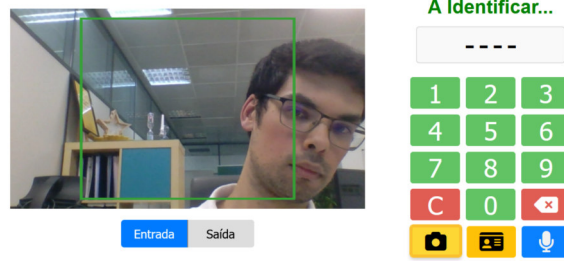 A Identificar...
----
1 2 3
4 5 6
7 8 9
C 0
Entrada Saída